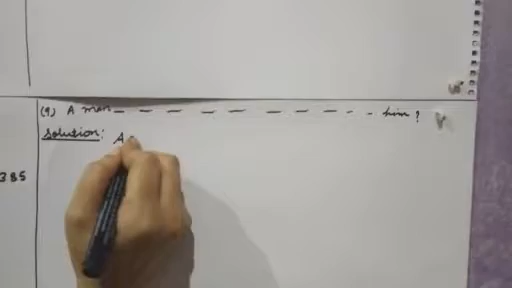 (9) A man — — — — — — — - - him ?
Solution: A
385